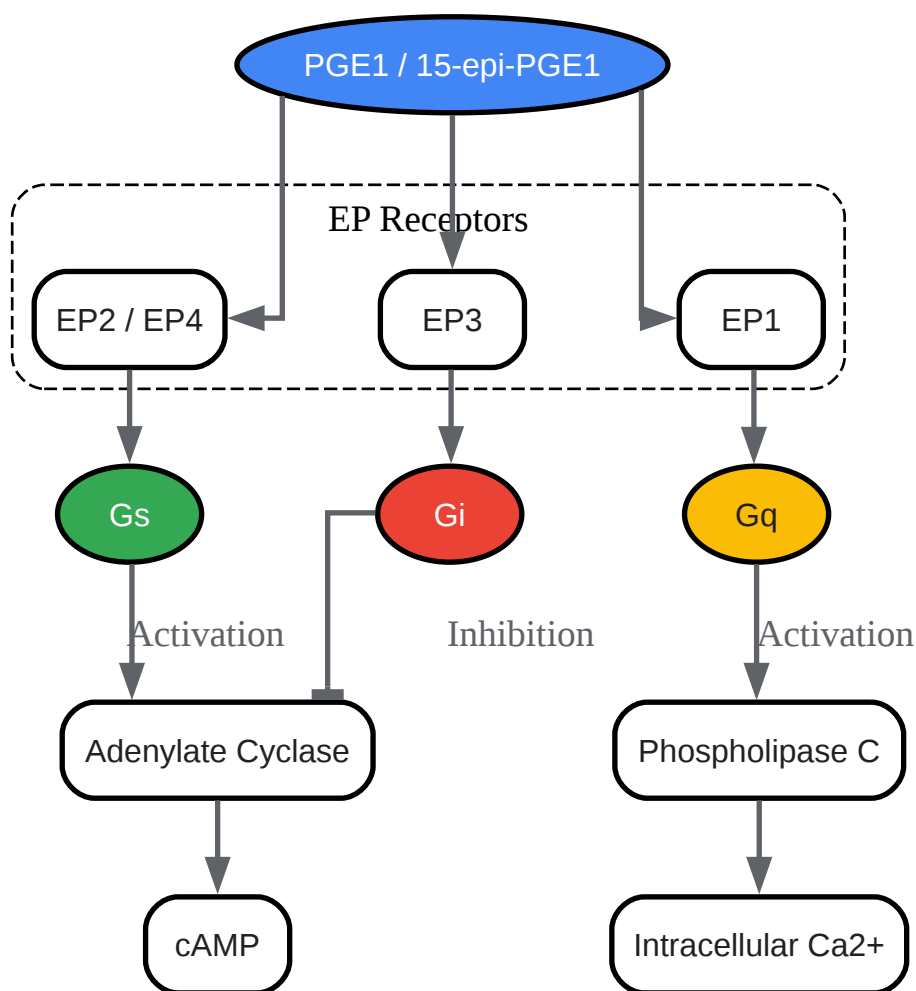 PGE1 / 15-epi-PGE1
EP Receptors
EP2 / EP4
EP3
EP1
Gs
Gi
Gq
Activation
Inhibition
Activation
Adenylate Cyclase
Phospholipase C
cAMP
Intracellular Ca2+